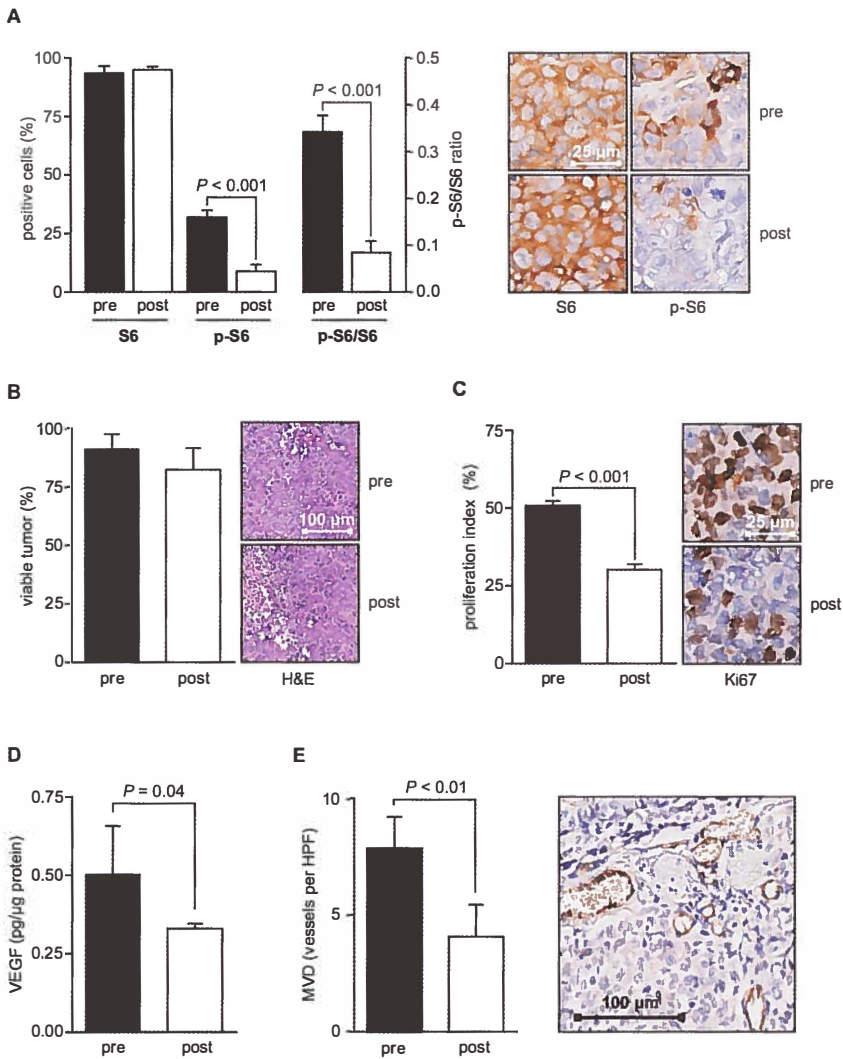 A
100
75
50
25
0
positive cells (%)
P < 0.001
P < 0.001
0.5
0.4
0.3
0.2
0.1
0.0
p-S6/S6 ratio
pre post pre post pre post
S6 p-S6 p-S6/S6
25 µm
pre
post
S6 p-S6
B
100
75
50
25
0
viable tumor (%)
pre post
100 µm
pre
post
H&E
C
75
50
25
0
proliferation index (%)
P < 0.001
pre post
25 µm
pre
post
Ki67
D
0.75
0.50
0.25
0.00
VEGF (pg/µg protein)
P = 0.04
pre post
E
10
5
0
MVD (vessels per HPF)
P < 0.01
pre post
100 µm